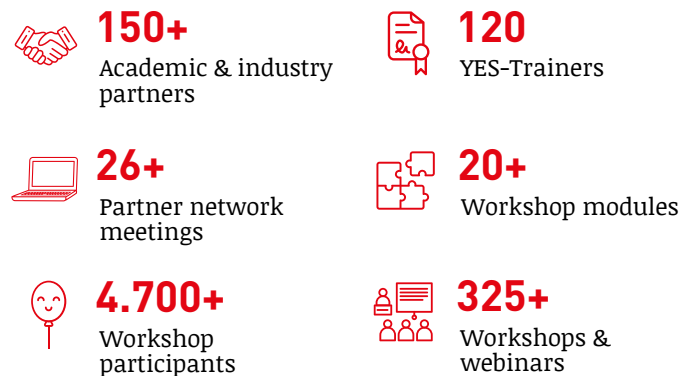 150+
Academic & industry
partners
120
YES-Trainers
26+
Partner network
meetings
20+
Workshop modules
4.700+
Workshop
participants
325+
Workshops &
webinars